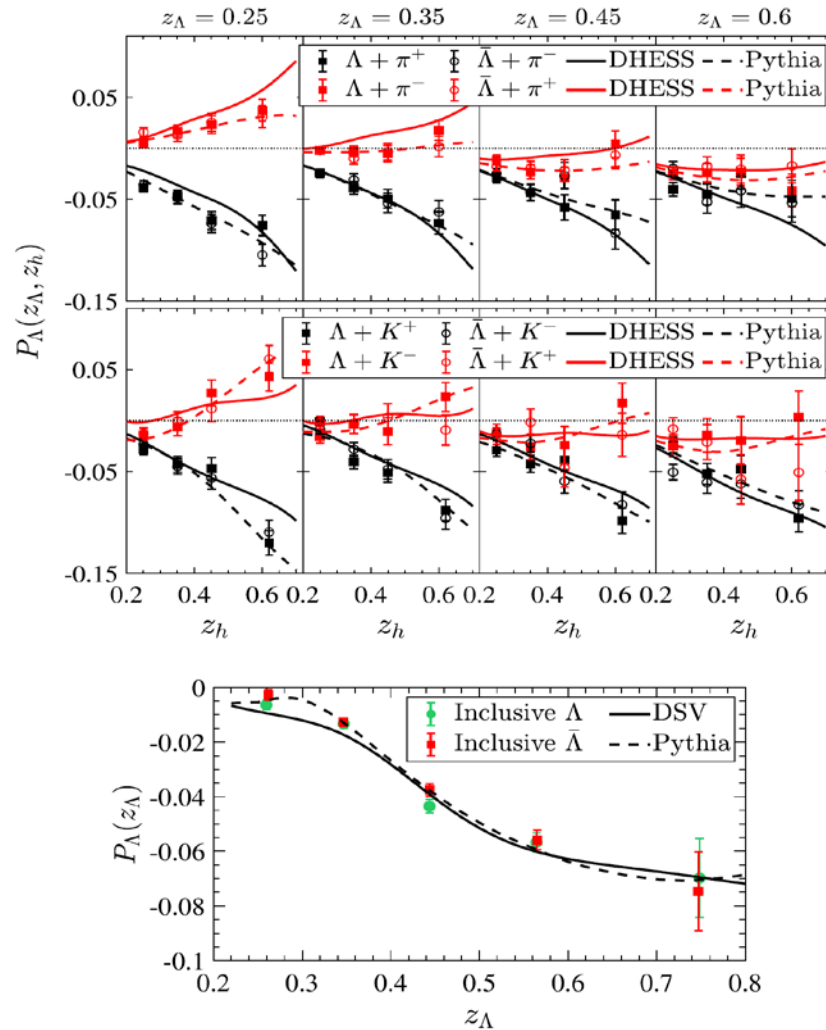 z_Λ = 0.25 z_Λ = 0.35 z_Λ = 0.45 z_Λ = 0.6
Λ + π⁺ Λ̄ + π⁻ DHESS Pythia
Λ + π⁻ Λ̄ + π⁺ DHESS Pythia
0.05
-0.05
-0.15
P_Λ(z_Λ, z_h)
Λ + K⁺ Λ̄ + K⁻ DHESS Pythia
Λ + K⁻ Λ̄ + K⁺ DHESS Pythia
0.05
-0.05
-0.15
0.2 0.4 0.6 0.2 0.4 0.6 0.2 0.4 0.6 0.2 0.4 0.6
z_h z_h z_h z_h
0
Inclusive Λ DSV
Inclusive Λ̄ Pythia
-0.02
-0.04
-0.06
-0.08
-0.1
P_Λ(z_Λ)
0.2 0.3 0.4 0.5 0.6 0.7 0.8
z_Λ